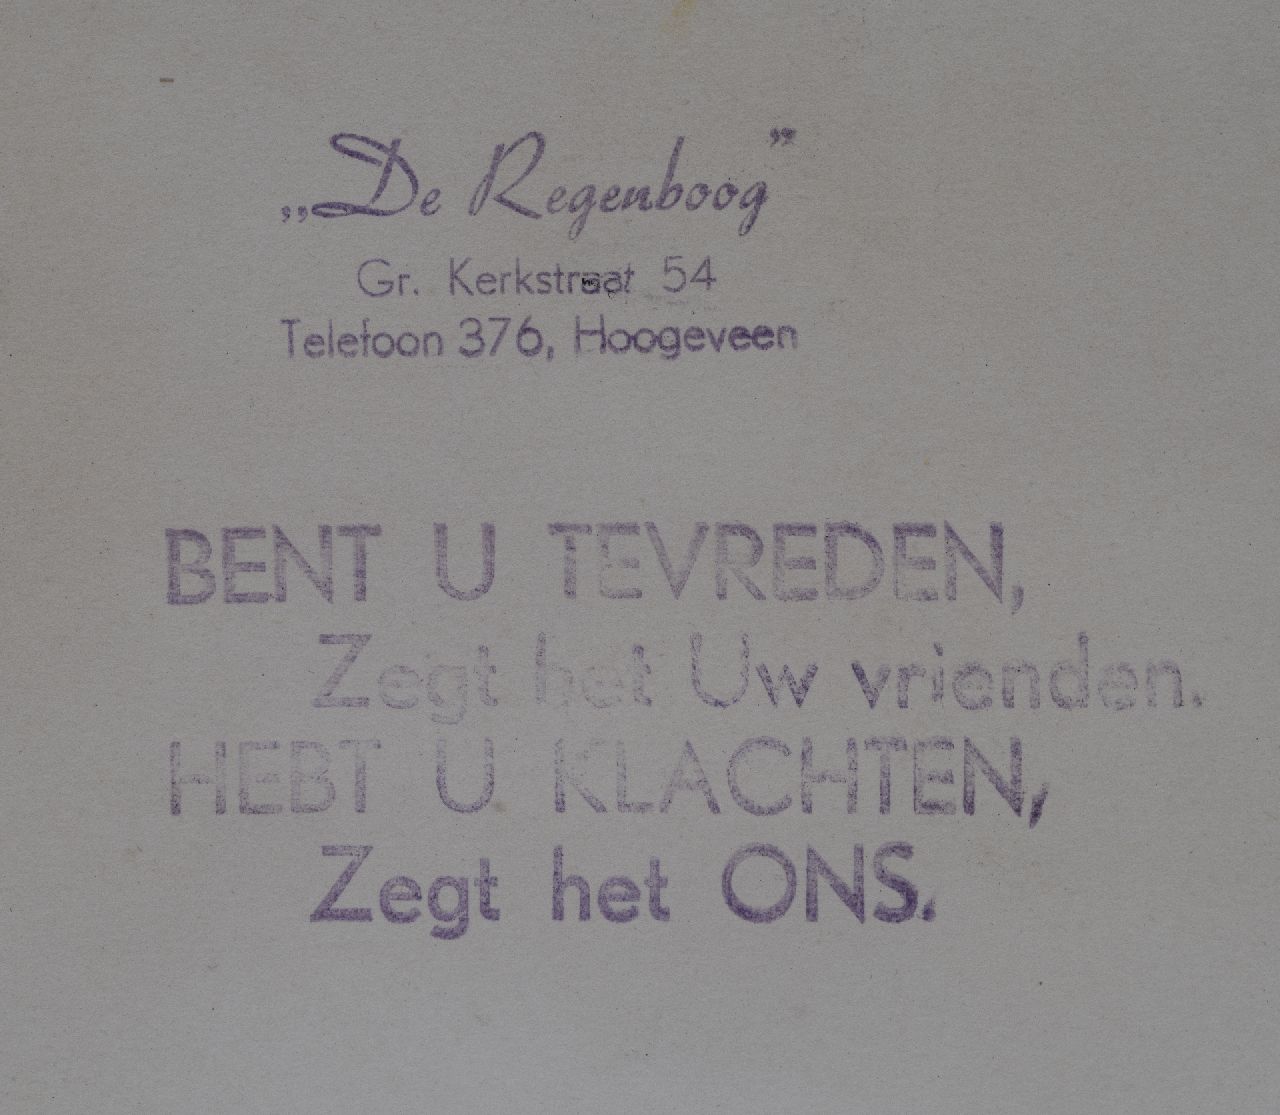 „De Regenboog”
Gr. Kerkstraat 54
Telefoon 376, Hoogeveen
BENT U TEVREDEN,
Zegt het Uw vrienden.
HEBT U KLACHTEN,
Zegt het ONS.